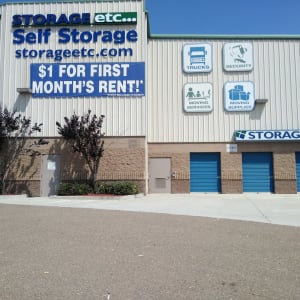 STORAGE etc...
Self Storage
storageetc.com
$1 FOR FIRST
MONTH'S RENT!*
TRUCKS
SECURITY
MOVING SERVICES
MOVING SUPPLIES
STORAGE